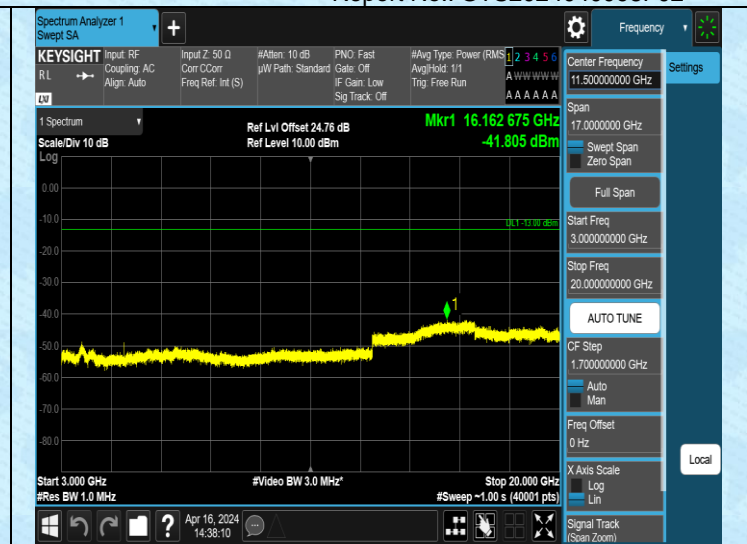 Spectrum Analyzer 1
Swept SA
+
Frequency
KEYSIGHT
RL
LXI
Input: RF
Coupling: AC
Align: Auto
Input Z: 50 Ω
Corr CCorr
Freq Ref: Int (S)
#Atten: 10 dB
µW Path: Standard
PNO: Fast
Gate: Off
IF Gain: Low
Sig Track: Off
#Avg Type: Power (RMS
Avg|Hold: 1/1
Trig: Free Run
1 2 3 4 5 6
A W W W W W
A A A A A A
1 Spectrum
Scale/Div 10 dB
Log
Ref Lvl Offset 24.76 dB
Ref Level 10.00 dBm
Mkr1 16.162 675 GHz
-41.805 dBm
0.00
-10.0
-20.0
-30.0
-40.0
-50.0
-60.0
-70.0
-80.0
DL1 -13.00 dBm
1
Start 3.000 GHz
#Res BW 1.0 MHz
#Video BW 3.0 MHz*
Stop 20.000 GHz
#Sweep ~1.00 s (40001 pts)
?
Apr 16, 2024
14:38:10
Center Frequency
11.500000000 GHz
Span
17.0000000 GHz
Swept Span
Zero Span
Full Span
Start Freq
3.000000000 GHz
Stop Freq
20.000000000 GHz
AUTO TUNE
CF Step
1.700000000 GHz
Auto
Man
Freq Offset
0 Hz
X Axis Scale
Log
Lin
Signal Track
(Span Zoom)
Settings
Local